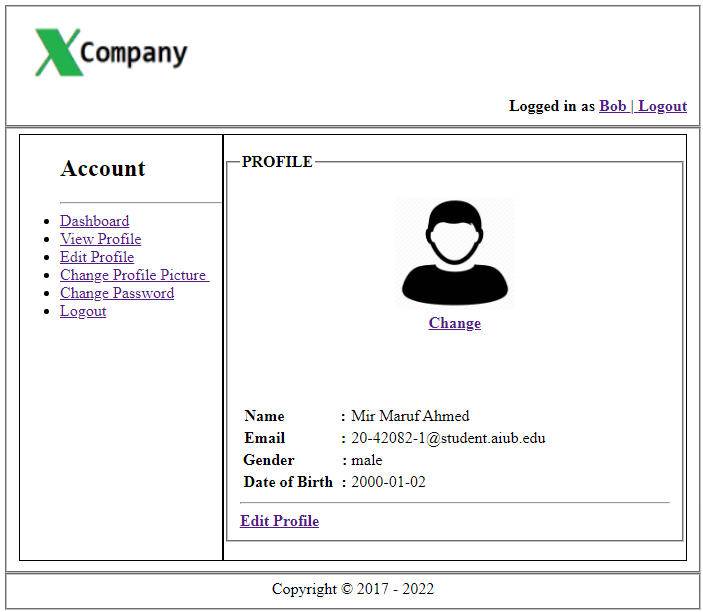 X Company
Logged in as Bob | Logout
Account
Dashboard
View Profile
Edit Profile
Change Profile Picture
Change Password
Logout
PROFILE
Change
Name : Mir Maruf Ahmed
Email : 20-42082-1@student.aiub.edu
Gender : male
Date of Birth : 2000-01-02
Edit Profile
Copyright © 2017 - 2022